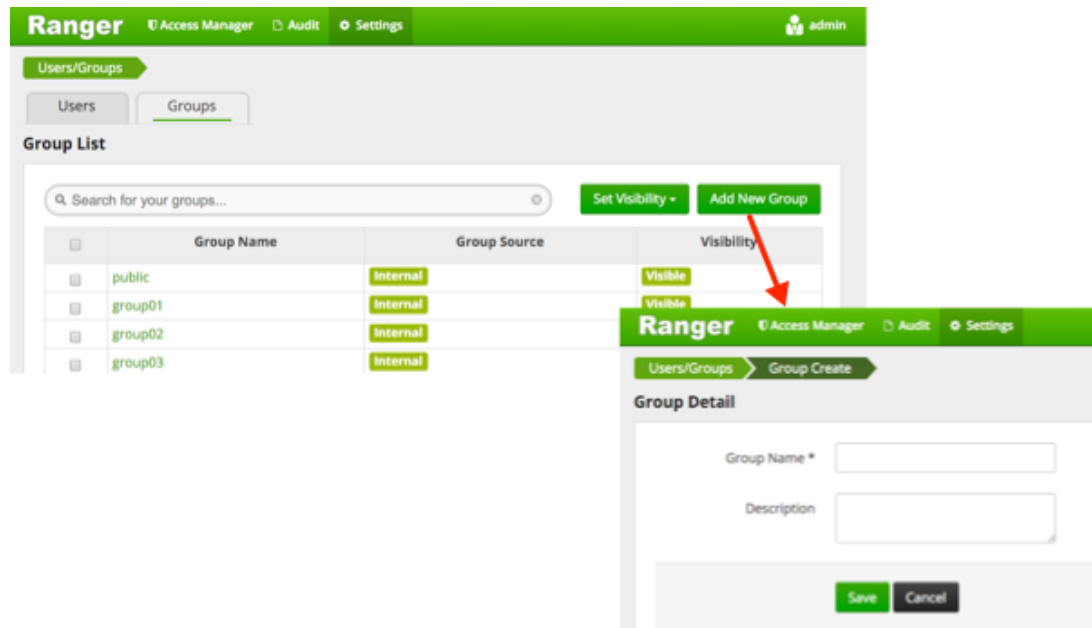 Ranger Access Manager Audit Settings admin
Users/Groups
Users Groups
Group List
Search for your groups...
Set Visibility Add New Group
Group Name Group Source Visibility
public Internal Visible
group01 Internal Visible
group02 Internal
group03 Internal
Ranger Access Manager Audit Settings
Users/Groups Group Create
Group Detail
Group Name *
Description
Save Cancel